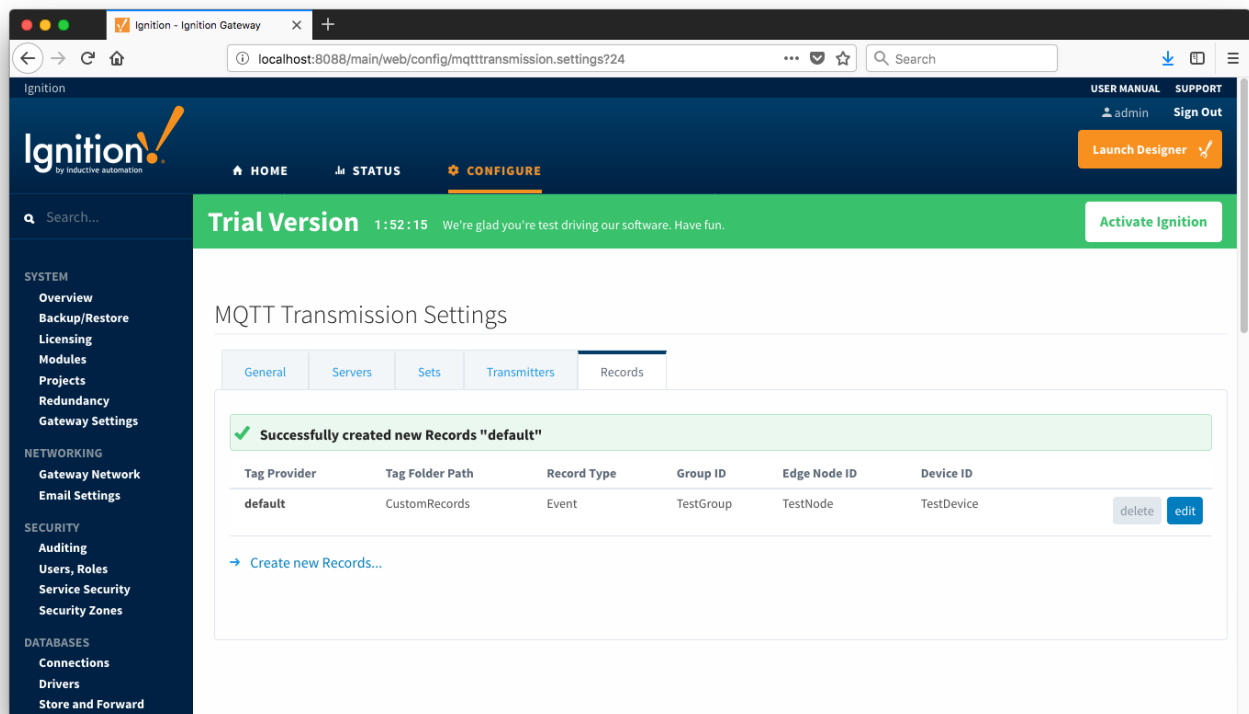 Ignition - Ignition Gateway
localhost:8088/main/web/config/mqtttransmission.settings?24
Search
Ignition
USER MANUAL SUPPORT
admin Sign Out
Ignition!
by inductive automation
Launch Designer
HOME STATUS CONFIGURE
Search...
Trial Version 1:52:15 We're glad you're test driving our software. Have fun.
Activate Ignition
SYSTEM
Overview
Backup/Restore
Licensing
Modules
Projects
Redundancy
Gateway Settings
NETWORKING
Gateway Network
Email Settings
SECURITY
Auditing
Users, Roles
Service Security
Security Zones
DATABASES
Connections
Drivers
Store and Forward
MQTT Transmission Settings
General Servers Sets Transmitters Records
Successfully created new Records "default"
Tag Provider Tag Folder Path Record Type Group ID Edge Node ID Device ID
default CustomRecords Event TestGroup TestNode TestDevice delete edit
Create new Records...